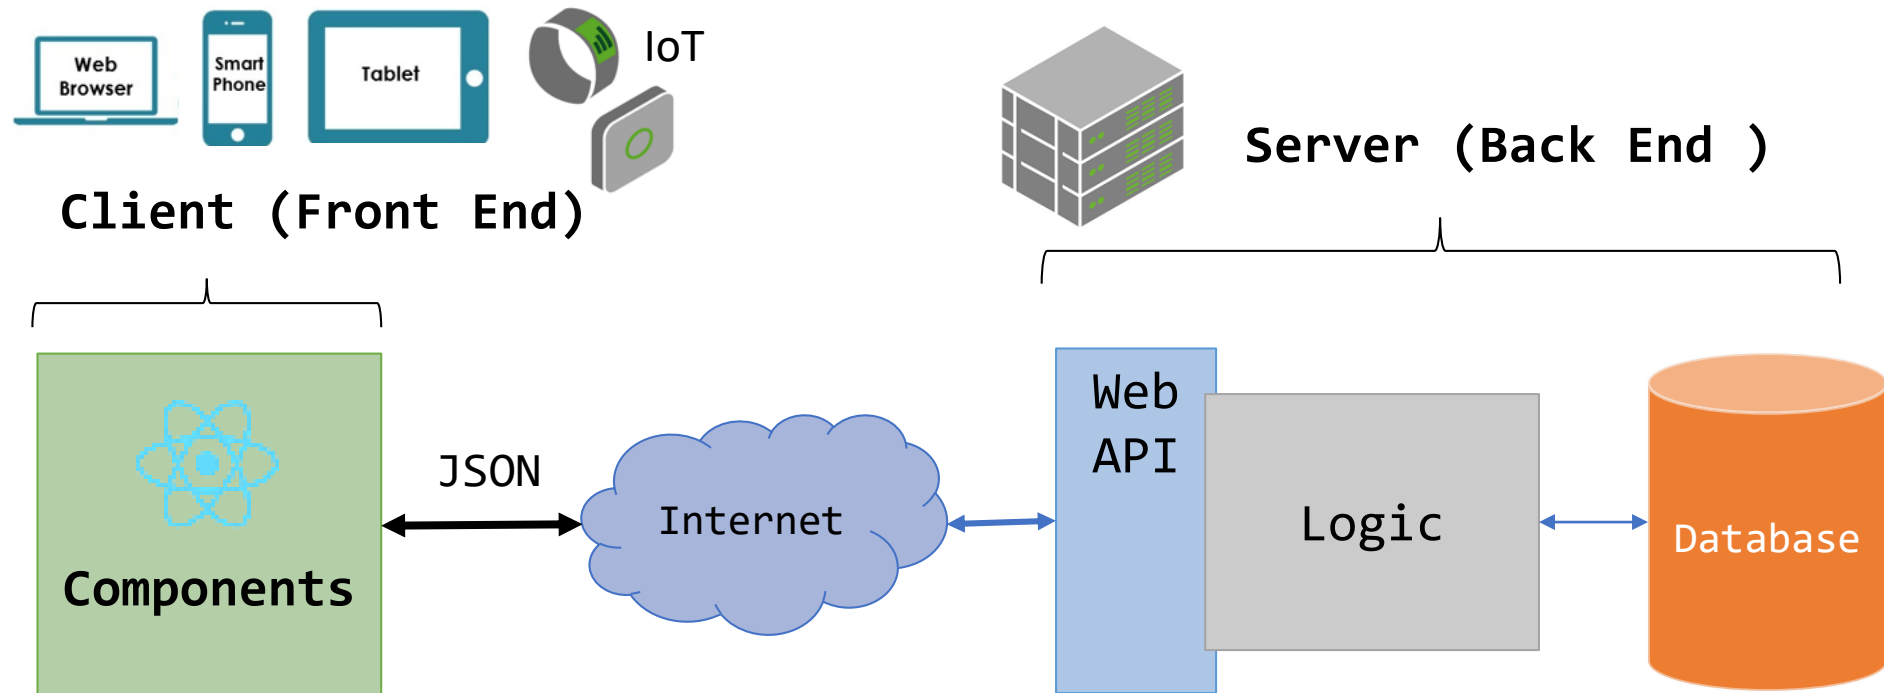 Web
Browser
Smart
Phone
Tablet
IoT
Client (Front End)
Server (Back End )
Components
JSON
Internet
Web
API
Logic
Database